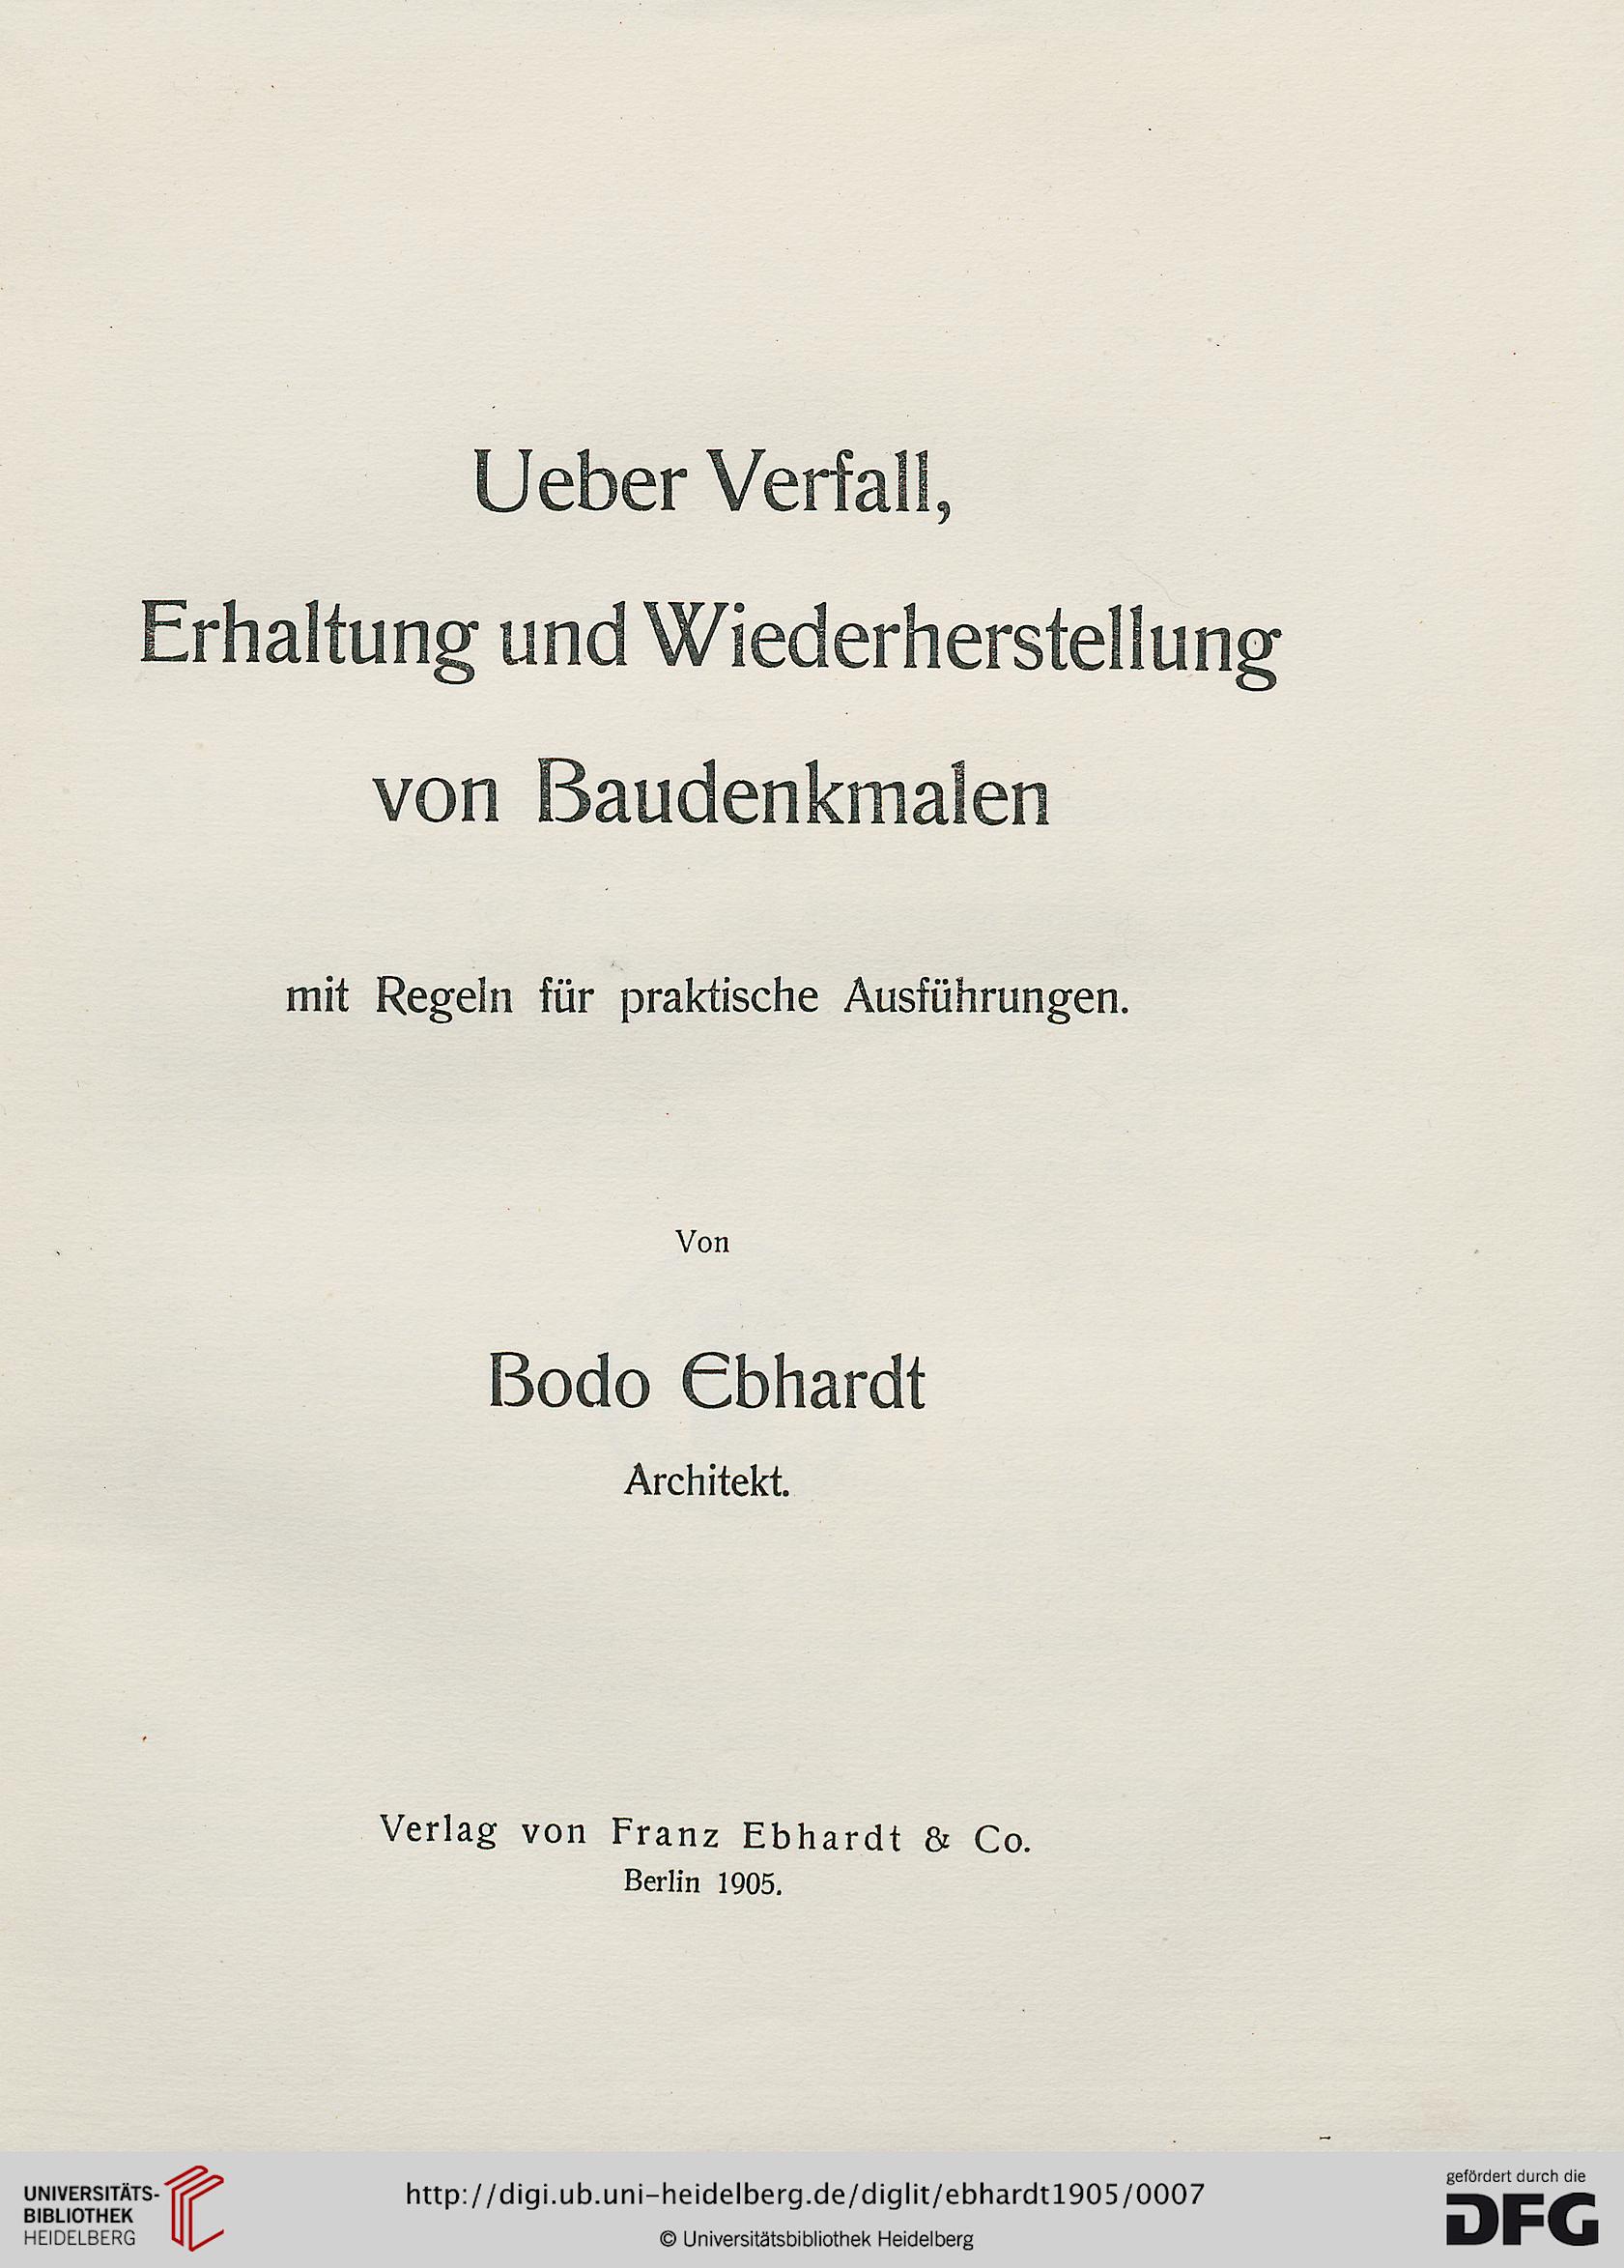 Ueber Verfall,
Erhaltung und Wiederherstellung
von Baudenkmalen
mit Regeln für praktische Ausführungen.
Von
Bodo Ebhardt
Architekt.
Verlag von Franz Ebhardt & Co.
Berlin 1905.
UNIVERSITÄTS-
BIBLIOTHEK
HEIDELBERG
http://digi.ub.uni-heidelberg.de/diglit/ebhardt1905/0007
© Universitätsbibliothek Heidelberg
gefördert durch die
DFG